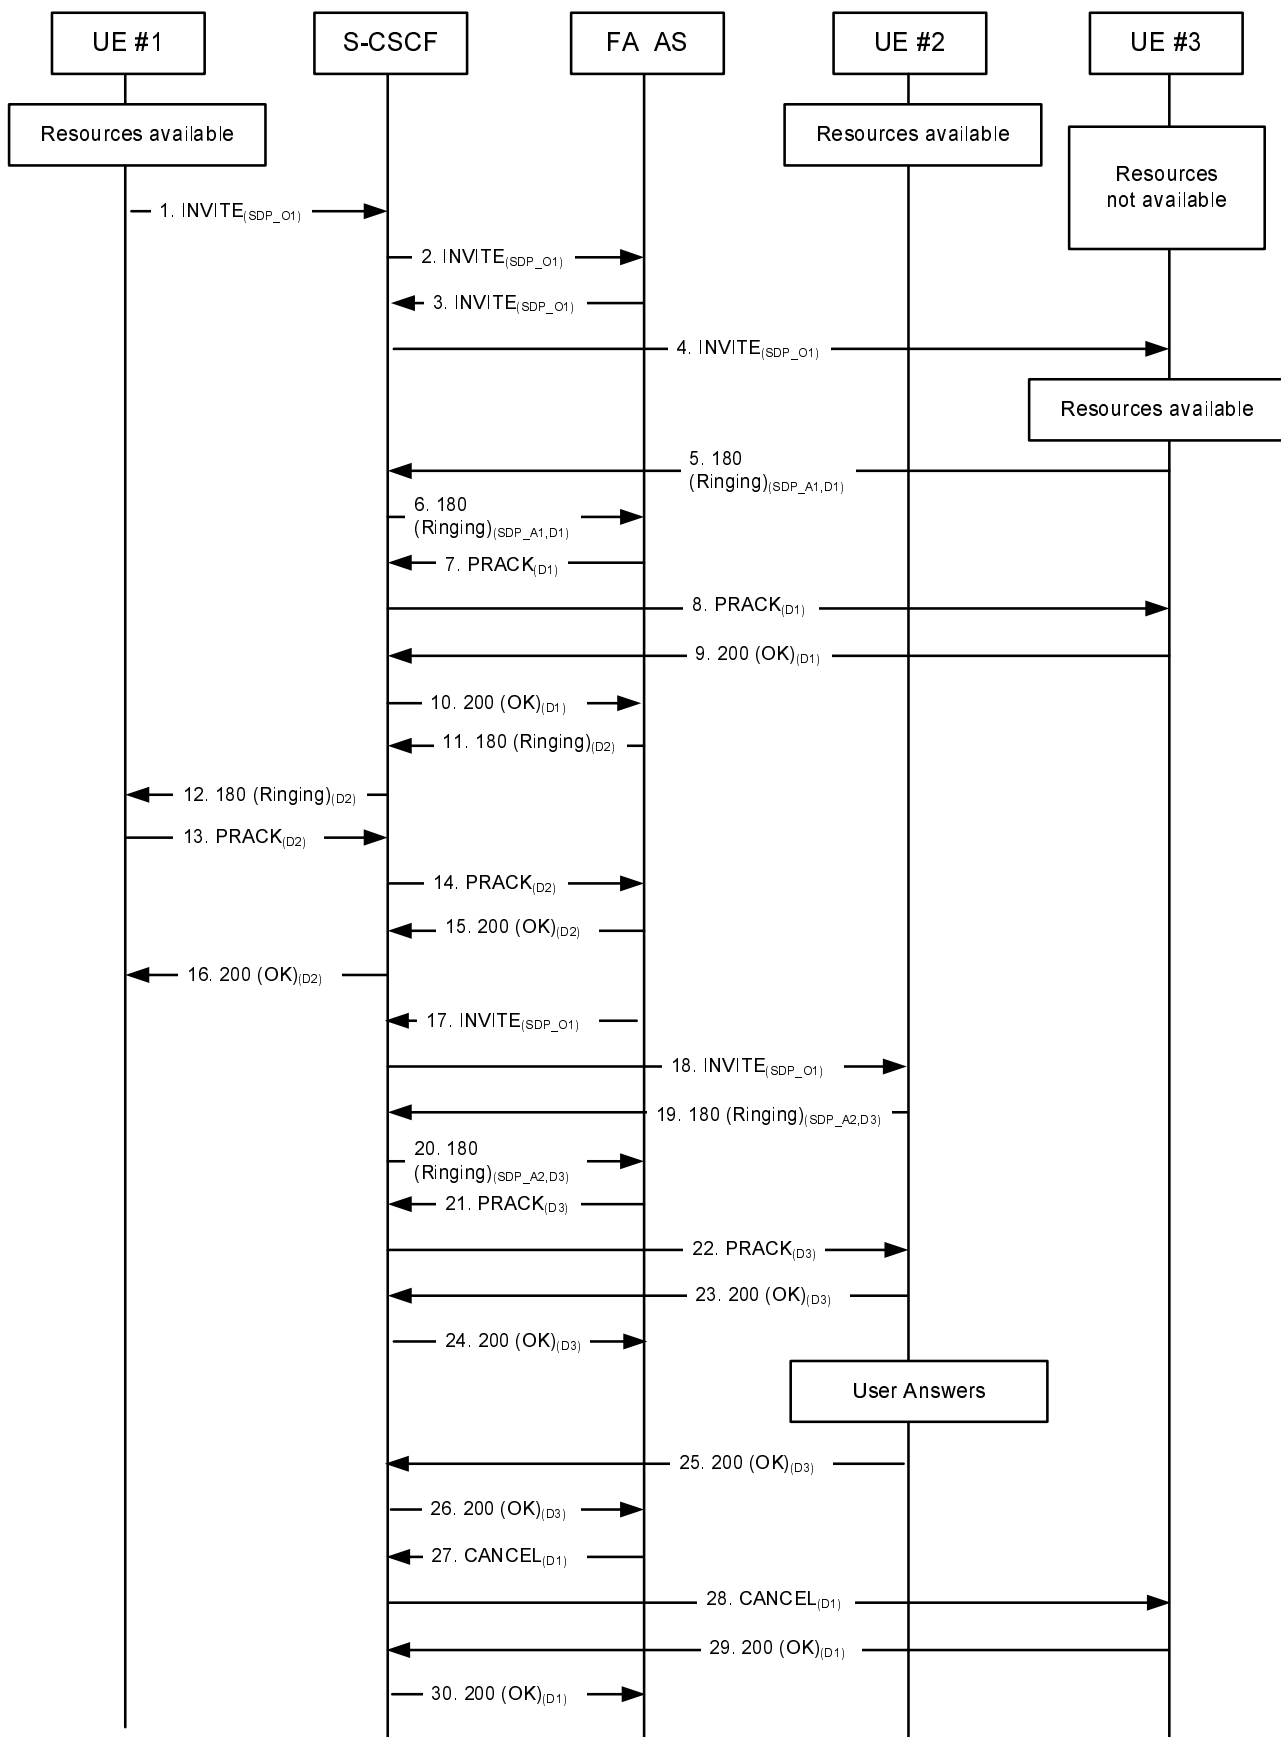 UE #1
S-CSCF
FA AS
UE #2
UE #3
Resources available
Resources available
Resources
not available
1. INVITE(SDP_O1)
2. INVITE(SDP_O1)
3. INVITE(SDP_O1)
4. INVITE(SDP_O1)
Resources available
5. 180
(Ringing)(SDP_A1,D1)
6. 180
(Ringing)(SDP_A1,D1)
7. PRACK(D1)
8. PRACK(D1)
9. 200 (OK)(D1)
10. 200 (OK)(D1)
11. 180 (Ringing)(D2)
12. 180 (Ringing)(D2)
13. PRACK(D2)
14. PRACK(D2)
15. 200 (OK)(D2)
16. 200 (OK)(D2)
17. INVITE(SDP_O1)
18. INVITE(SDP_O1)
19. 180 (Ringing)(SDP_A2,D3)
20. 180
(Ringing)(SDP_A2,D3)
21. PRACK(D3)
22. PRACK(D3)
23. 200 (OK)(D3)
24. 200 (OK)(D3)
User Answers
25. 200 (OK)(D3)
26. 200 (OK)(D3)
27. CANCEL(D1)
28. CANCEL(D1)
29. 200 (OK)(D1)
30. 200 (OK)(D1)